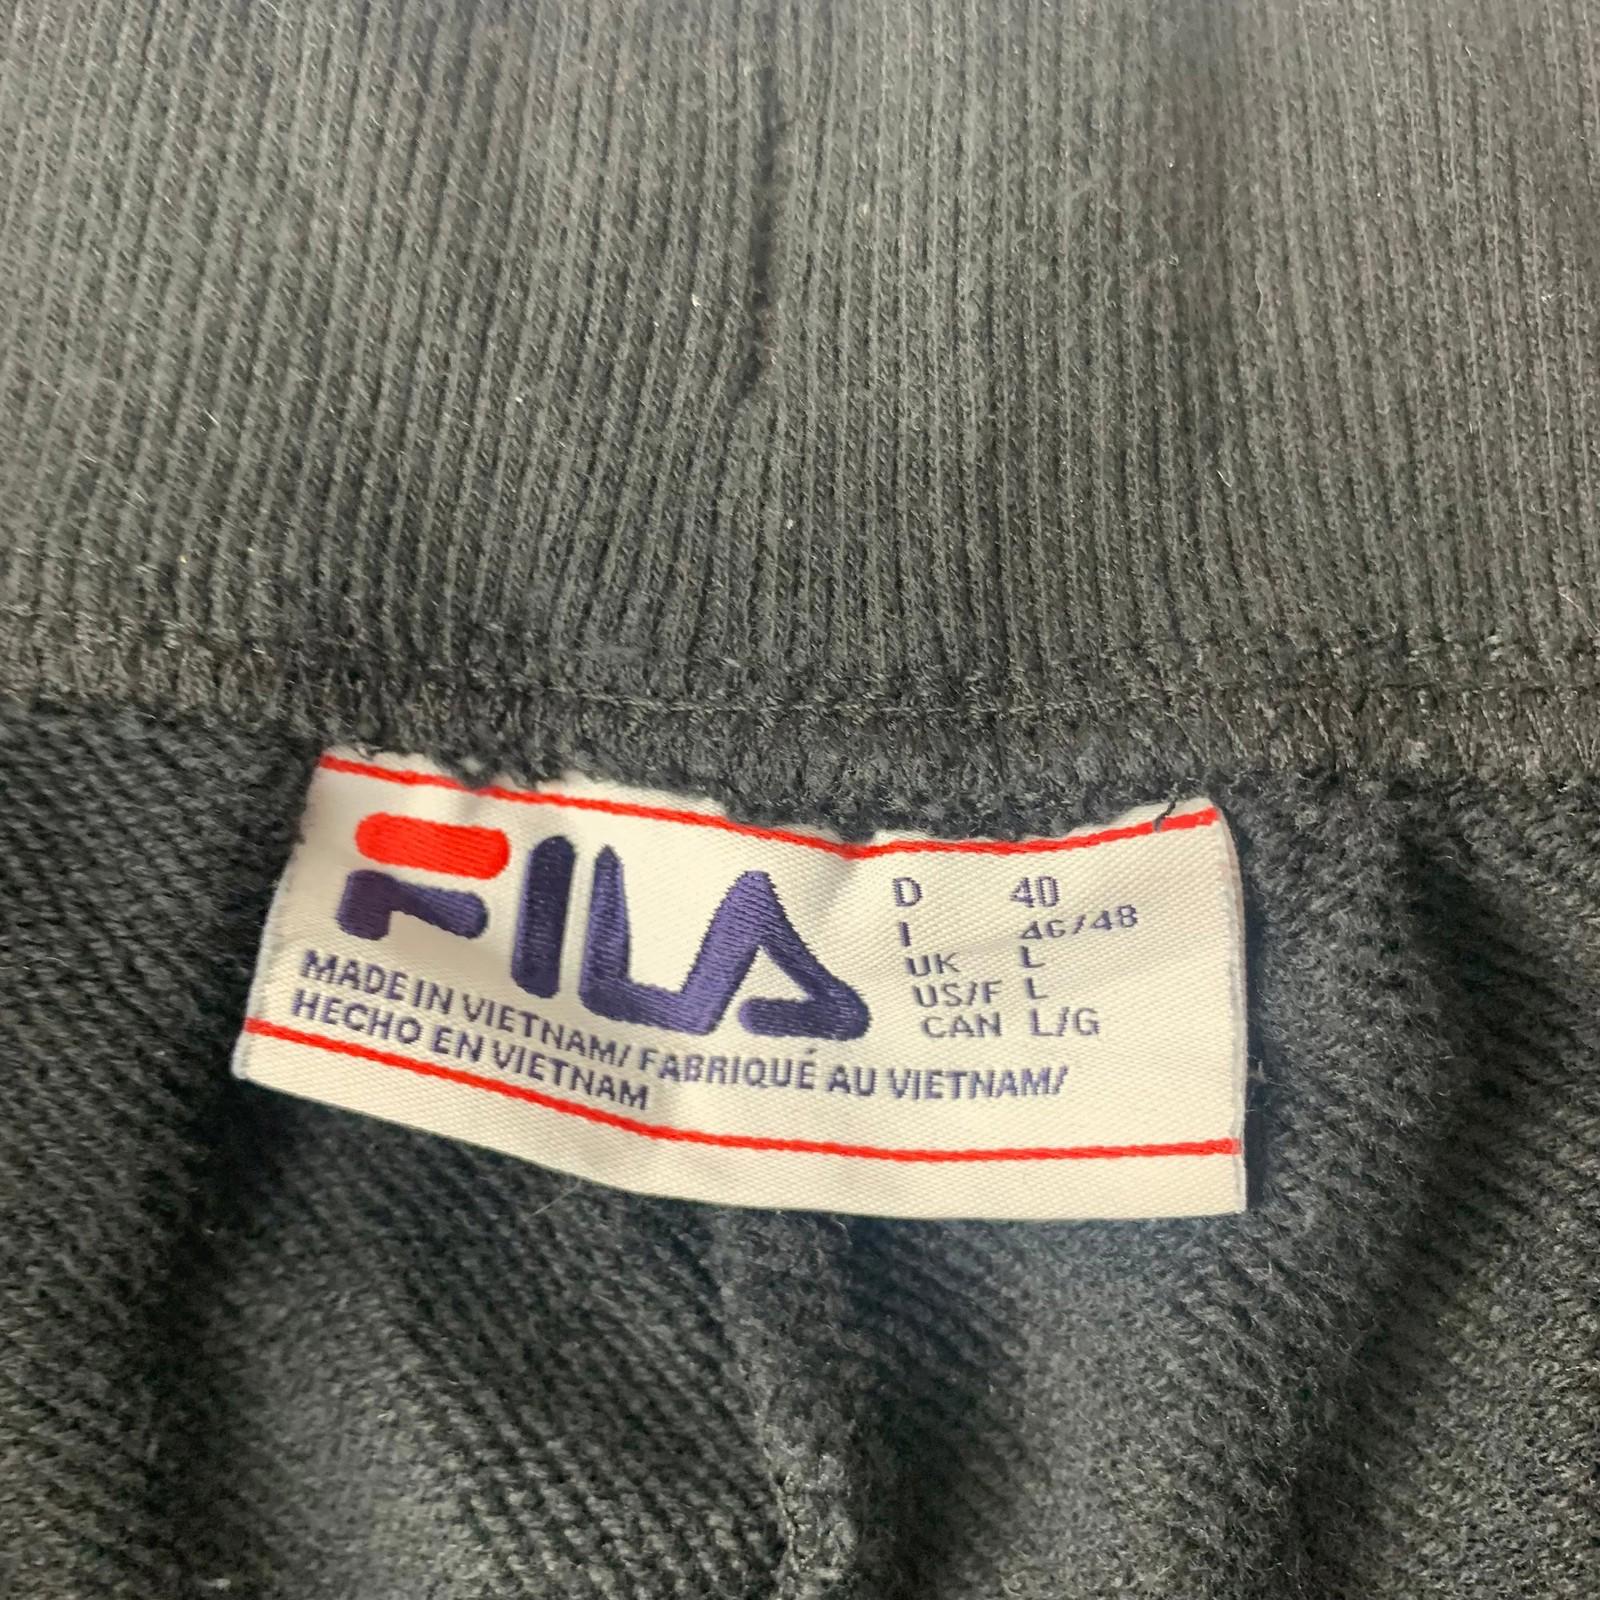 FILA
D 40
I 46/48
UK L
US/F L
CAN L/G
MADE IN VIETNAM/ FABRIQUÉ AU VIETNAM/
HECHO EN VIETNAM